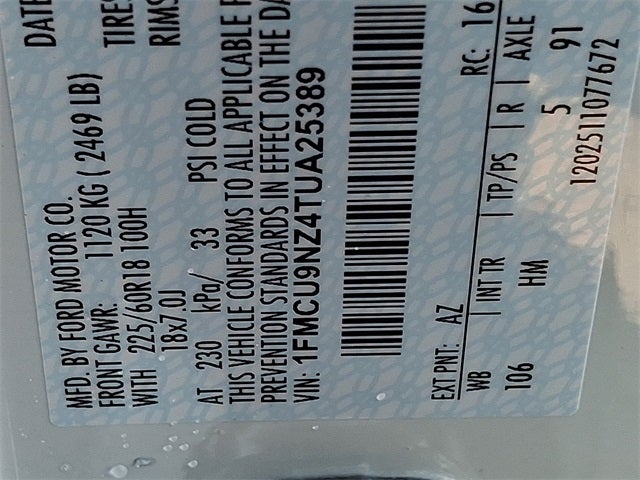 MFD. BY FORD MOTOR CO. DATE
FRONT GAWR: 1120 KG ( 2469 LB)
WITH 225/60R18 100H TIRES
18x7.0J RIMS
AT 230 kPa/ 33 PSI COLD
THIS VEHICLE CONFORMS TO ALL APPLICABLE F
PREVENTION STANDARDS IN EFFECT ON THE DA
VIN: 1FMCU9NZ4TUA25389
EXT PNT: AZ RC: 16
WB | INT TR | TP/PS | R | AXLE
106 HM 5 91
1202511077672